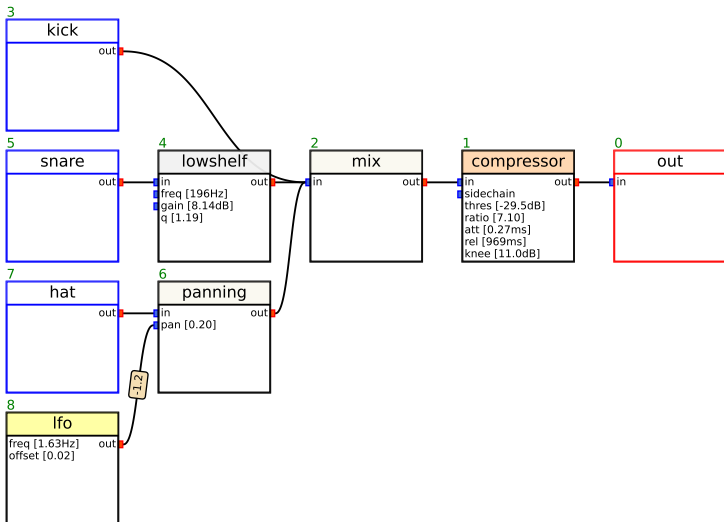 3
kick
out
5
snare
out
4
lowshelf
in out
freq [196Hz]
gain [8.14dB]
q [1.19]
2
mix
in out
1
compressor
in out
sidechain
thres [-29.5dB]
ratio [7.10]
att [0.27ms]
rel [969ms]
knee [11.0dB]
0
out
in
7
hat
out
6
panning
in out
pan [0.20]
-1.2
8
lfo
freq [1.63Hz] out
offset [0.02]